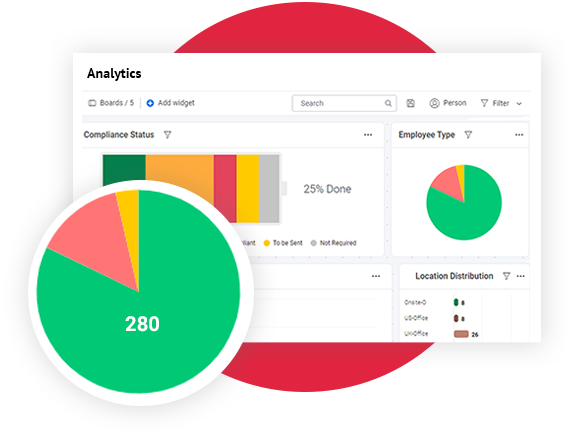 Analytics
Boards / 5 Add widget Search Person Filter
Compliance Status
Employee Type
25% Done
To be Sent Not Required
Location Distribution
Onsite-O 8
US-Office 8
UK-Office 26
280